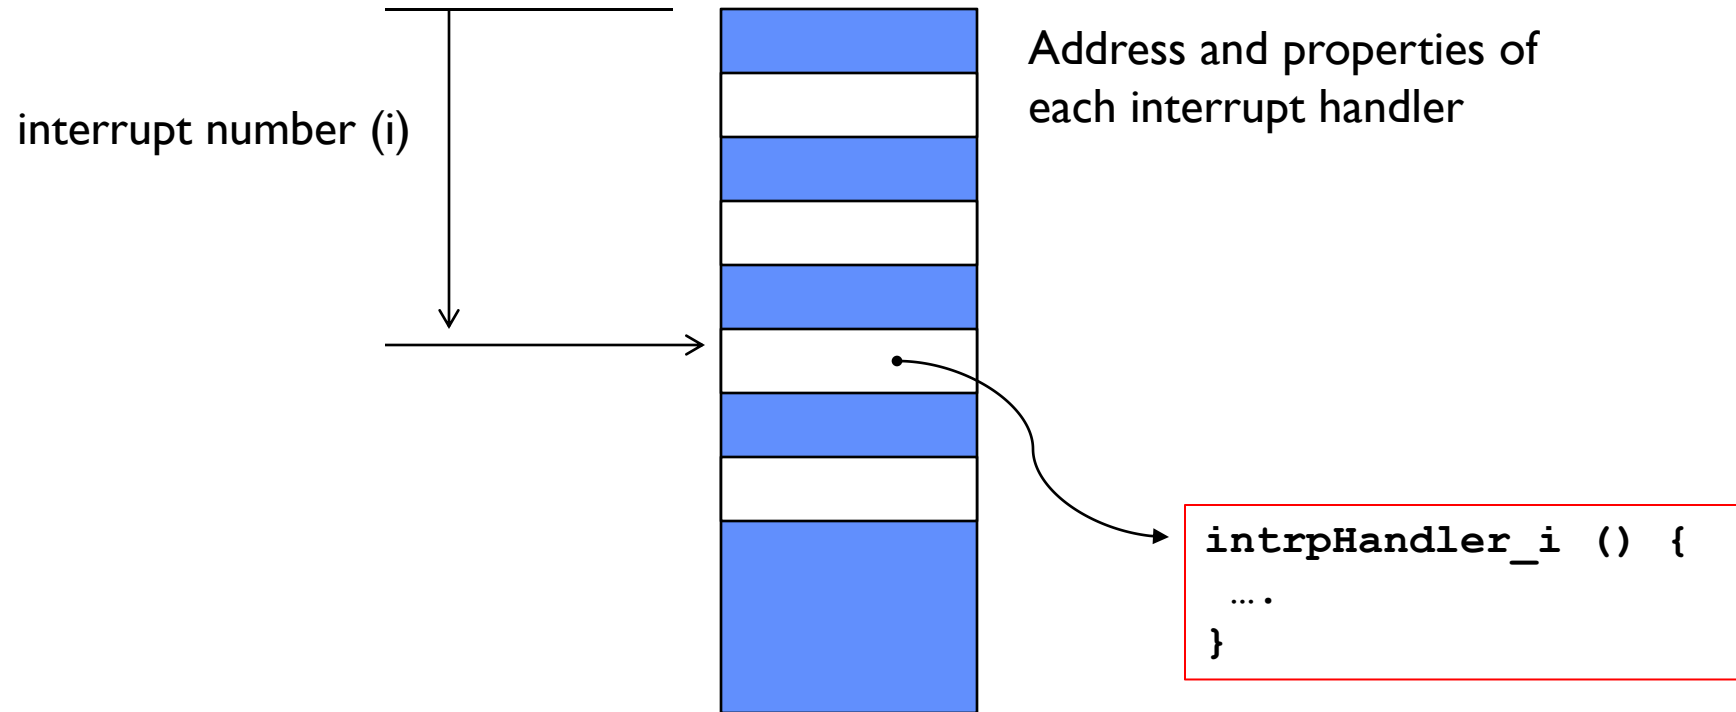 Address and properties of
each interrupt handler
interrupt number (i)
intrpHandler_i () {
….
}